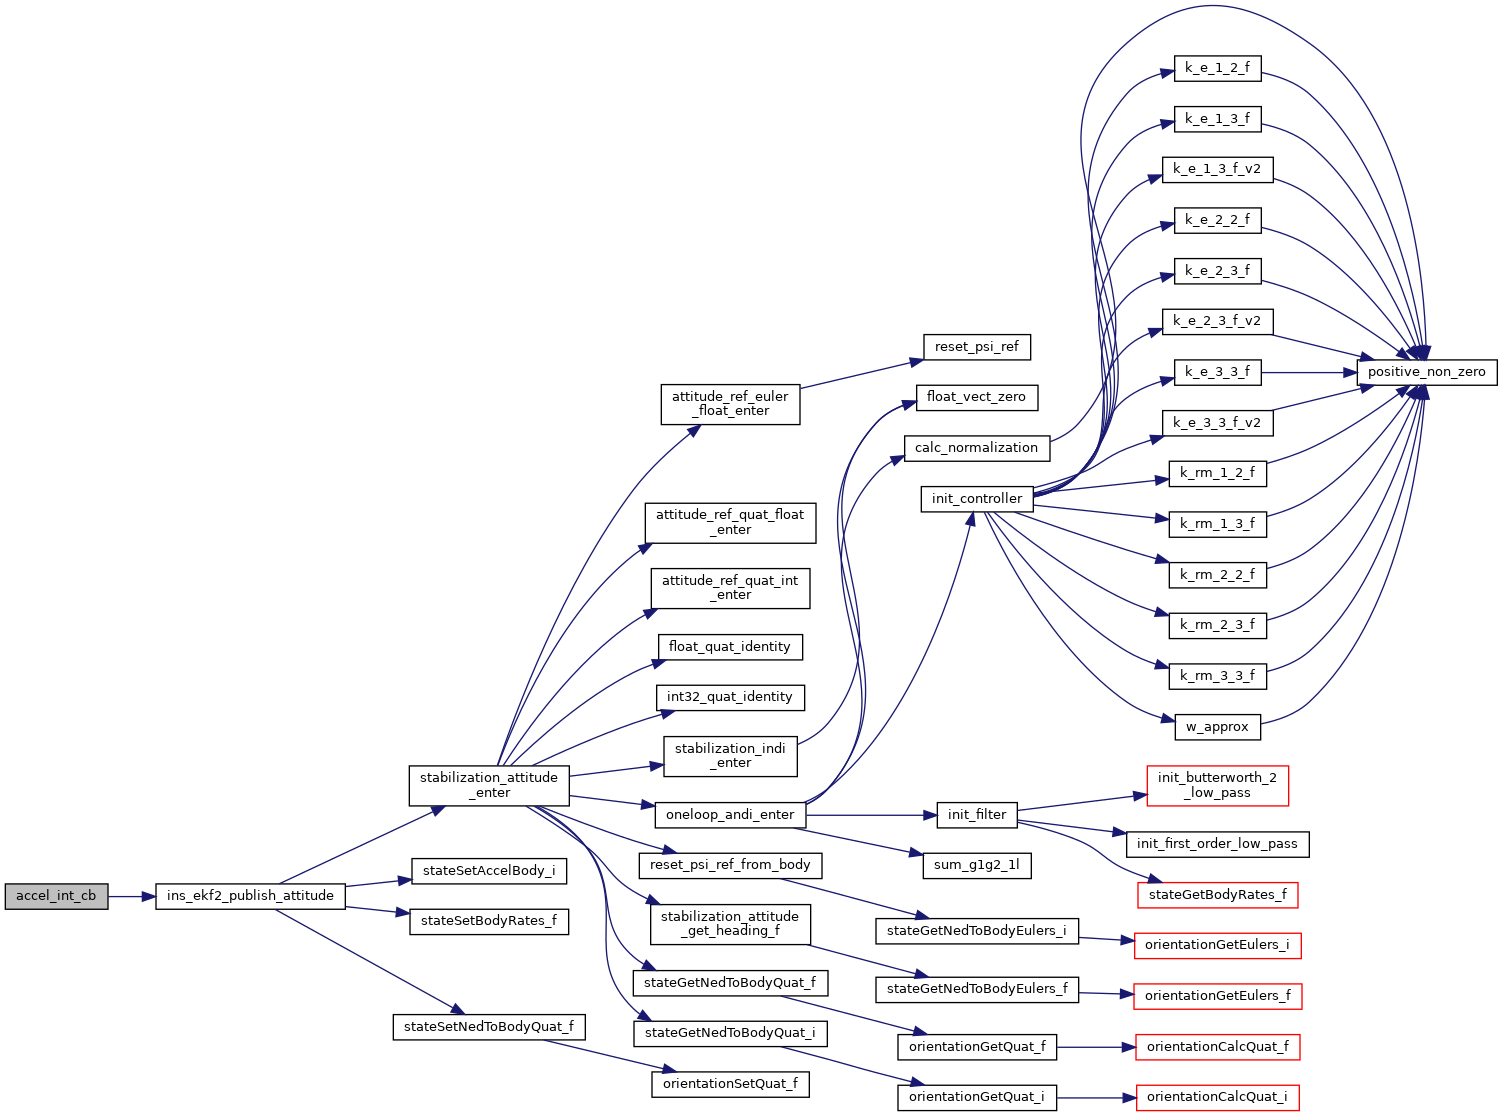 accel_int_cb
ins_ekf2_publish_attitude
stabilization_attitude
_enter
stateSetAccelBody_i
stateSetBodyRates_f
stateSetNedToBodyQuat_f
attitude_ref_euler
_float_enter
attitude_ref_quat_float
_enter
attitude_ref_quat_int
_enter
float_quat_identity
int32_quat_identity
stabilization_indi
_enter
oneloop_andi_enter
reset_psi_ref_from_body
stabilization_attitude
_get_heading_f
stateGetNedToBodyQuat_f
stateGetNedToBodyQuat_i
orientationSetQuat_f
reset_psi_ref
float_vect_zero
calc_normalization
init_controller
init_filter
sum_g1g2_1l
stateGetNedToBodyEulers_i
stateGetNedToBodyEulers_f
orientationGetQuat_f
orientationGetQuat_i
k_e_1_2_f
k_e_1_3_f
k_e_1_3_f_v2
k_e_2_2_f
k_e_2_3_f
k_e_2_3_f_v2
k_e_3_3_f
k_e_3_3_f_v2
k_rm_1_2_f
k_rm_1_3_f
k_rm_2_2_f
k_rm_2_3_f
k_rm_3_3_f
w_approx
init_butterworth_2
_low_pass
init_first_order_low_pass
stateGetBodyRates_f
orientationGetEulers_i
orientationGetEulers_f
orientationCalcQuat_f
orientationCalcQuat_i
positive_non_zero